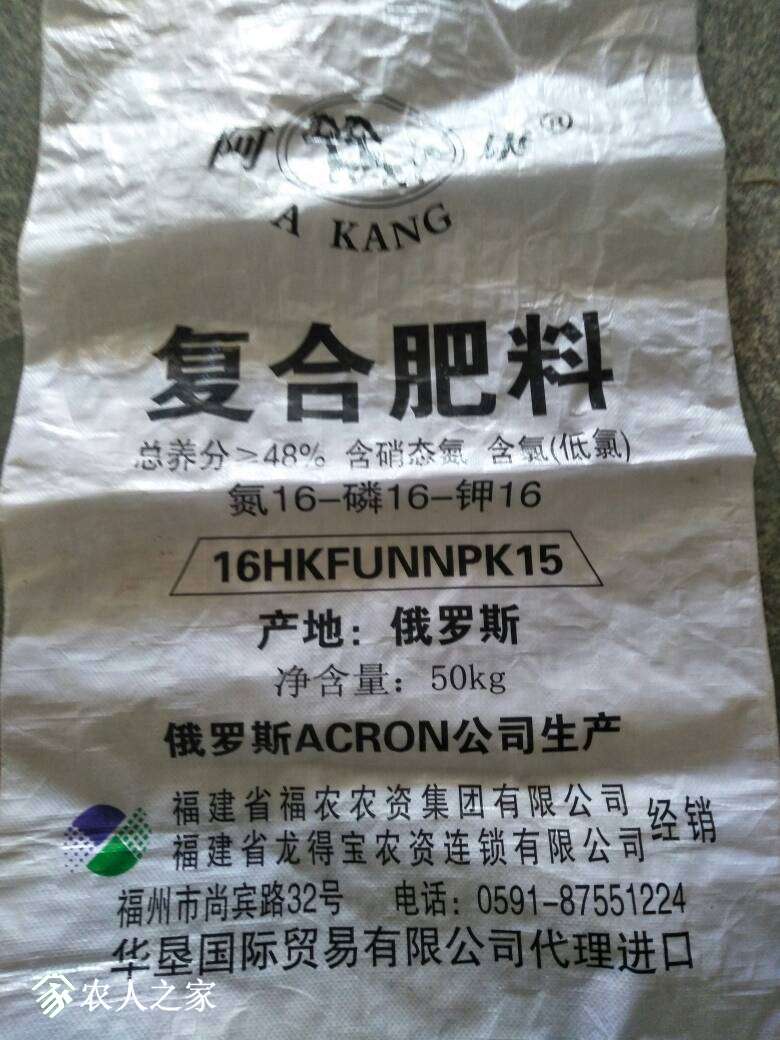 阿 ®
A KANG
复合肥料
总养分≥48% 含硝态氮 含氯(低氯)
氮16-磷16-钾16
16HKFUNNPK15
产地：俄罗斯
净含量：50kg
俄罗斯ACRON公司生产
福建省福农农资集团有限公司
福建省龙得宝农资连锁有限公司
经销
福州市尚宾路32号 电话：0591-87551224
华垦国际贸易有限公司代理进口
农人之家